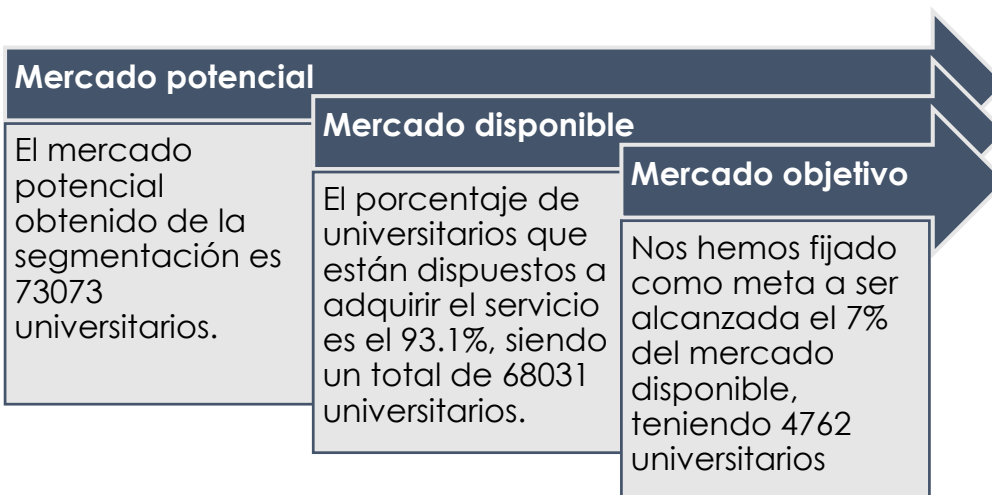 Mercado potencial
El mercado
potencial
obtenido de la
segmentación es
73073
universitarios.
Mercado disponible
El porcentaje de
universitarios que
están dispuestos a
adquirir el servicio
es el 93.1%, siendo
un total de 68031
universitarios.
Mercado objetivo
Nos hemos fijado
como meta a ser
alcanzada el 7%
del mercado
disponible,
teniendo 4762
universitarios